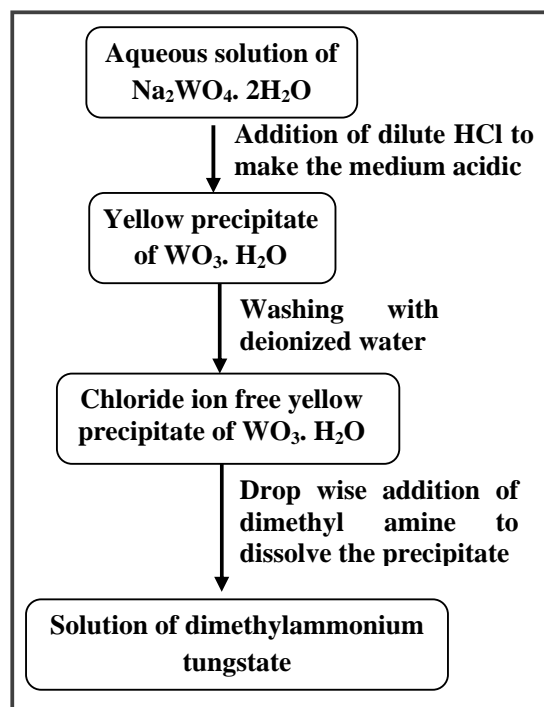 Aqueous solution of
Na₂WO₄. 2H₂O
Addition of dilute HCl to
make the medium acidic
Yellow precipitate
of WO₃. H₂O
Washing with
deionized water
Chloride ion free yellow
precipitate of WO₃. H₂O
Drop wise addition of
dimethyl amine to
dissolve the precipitate
Solution of dimethylammonium
tungstate